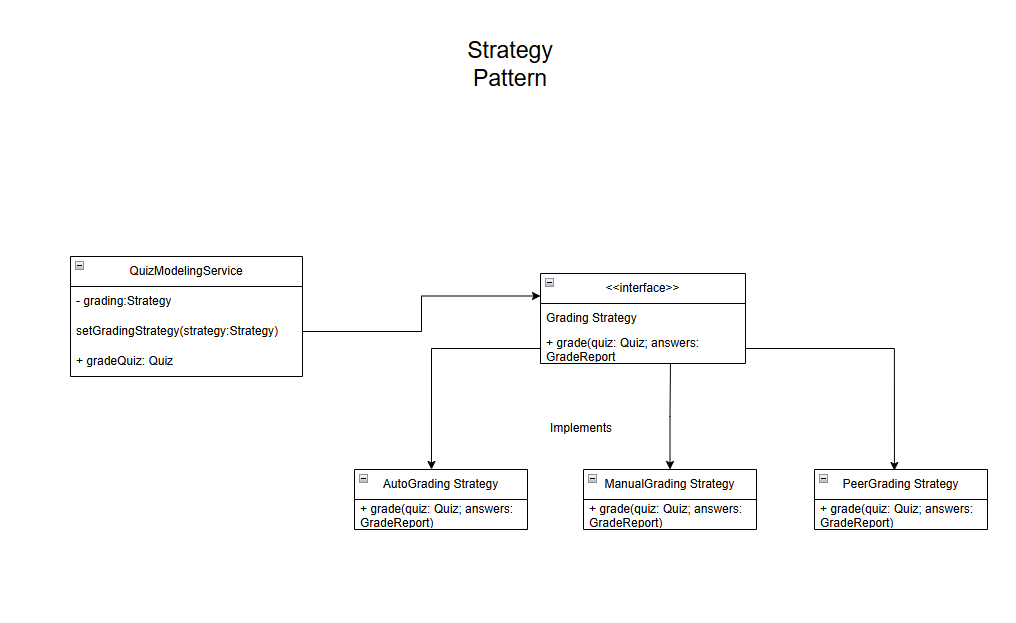 Strategy
Pattern
QuizModelingService
- grading:Strategy
setGradingStrategy(strategy:Strategy)
+ gradeQuiz: Quiz
<<interface>>
Grading Strategy
+ grade(quiz: Quiz; answers:
GradeReport
Implements
AutoGrading Strategy
+ grade(quiz: Quiz; answers:
GradeReport)
ManualGrading Strategy
+ grade(quiz: Quiz; answers:
GradeReport)
PeerGrading Strategy
+ grade(quiz: Quiz; answers:
GradeReport)